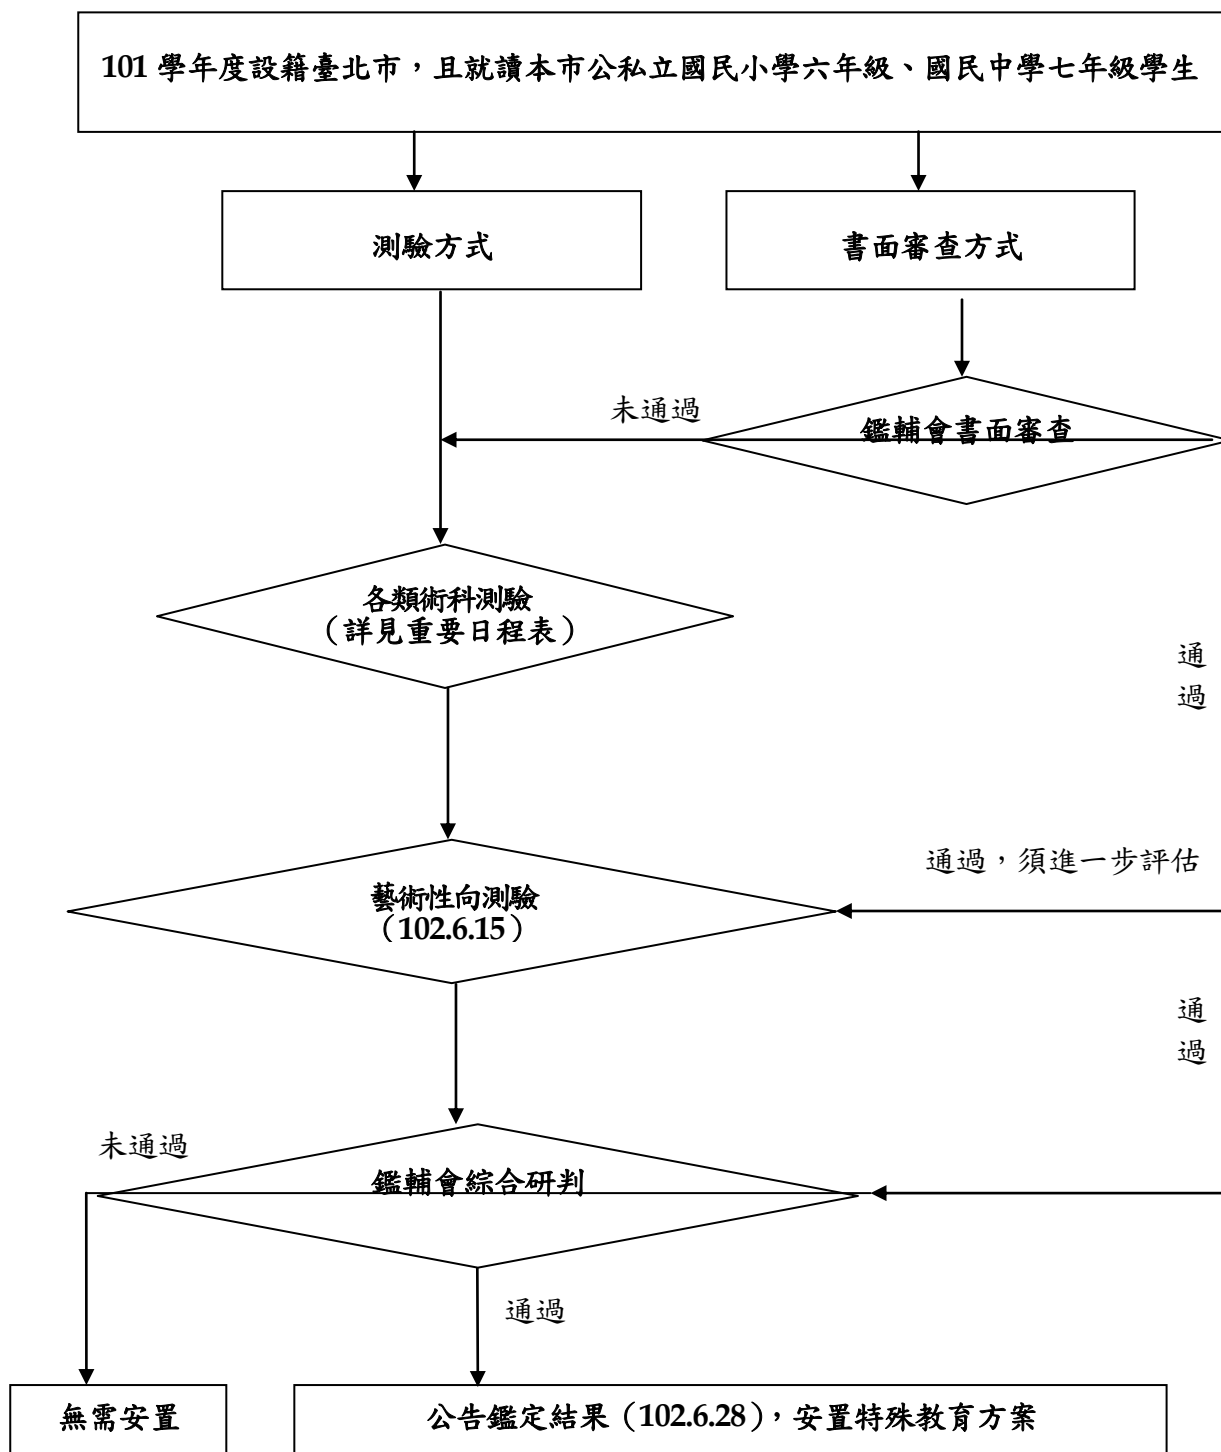 101 學年度設籍臺北市，且就讀本市公私立國民小學六年級、國民中學七年級學生
測驗方式
書面審查方式
未通過
鑑輔會書面審查
各類術科測驗
（詳見重要日程表）
通
過
通過，須進一步評估
藝術性向測驗
（102.6.15）
通
過
未通過
鑑輔會綜合研判
通過
無需安置
公告鑑定結果（102.6.28），安置特殊教育方案